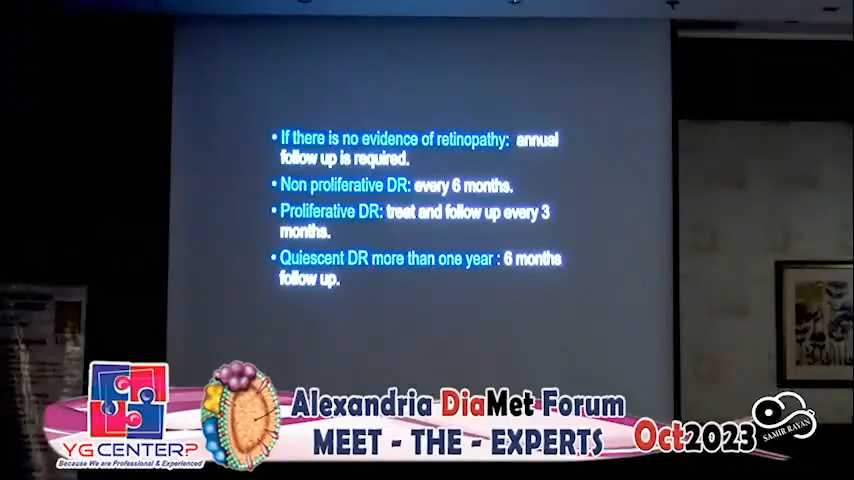 • If there is no evidence of retinopathy: annual
follow up is required.
• Non proliferative DR: every 6 months.
• Proliferative DR: treat and follow up every 3
months.
• Quiescent DR more than one year : 6 months
follow up.
Alexandria DiaMet Forum
MEET - THE - EXPERTS
Oct2023
YGCENTERP
Because We are Professional & Experienced
SAMIR RAYAN